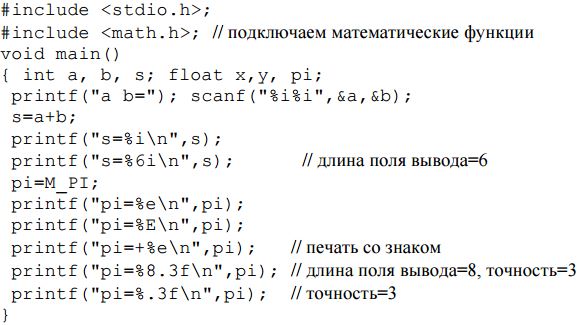 #include <stdio.h>;
#include <math.h>; // подключаем математические функции
void main()
{ int a, b, s; float x,y, pi;
printf("a b="); scanf("%i%i",&a,&b);
s=a+b;
printf("s=%i\n",s);
printf("s=%6i\n",s); // длина поля вывода=6
pi=M_PI;
printf("pi=%e\n",pi);
printf("pi=%E\n",pi);
printf("pi=+%e\n",pi); // печать со знаком
printf("pi=%8.3f\n",pi); // длина поля вывода=8, точность=3
printf("pi=%.3f\n",pi); // точность=3
}